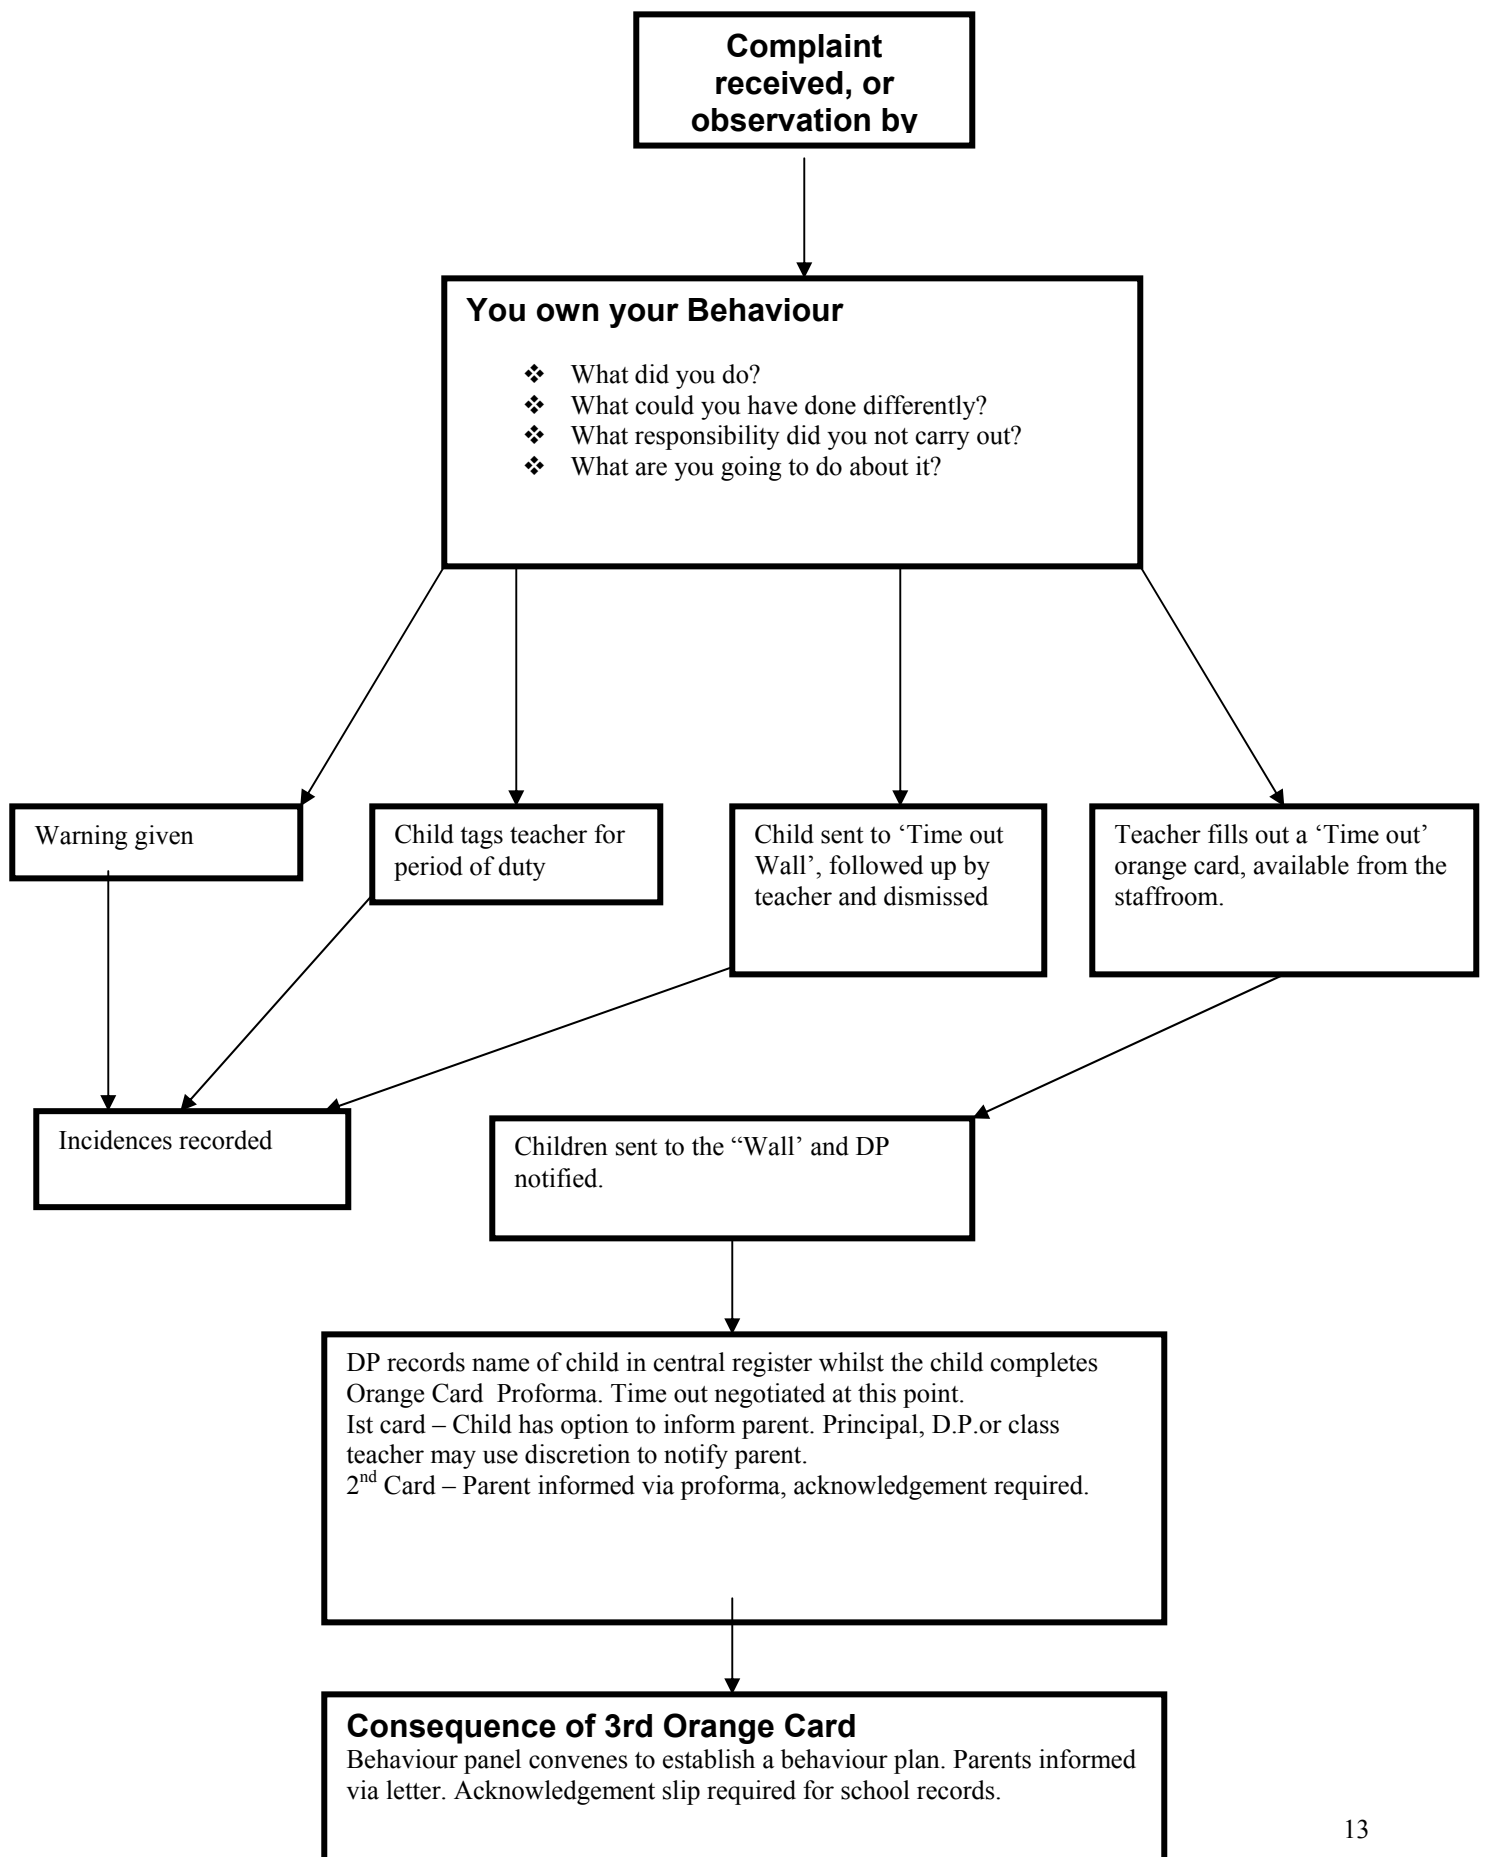 Complaint
received, or
observation by
You own your Behaviour
❖ What did you do?
❖ What could you have done differently?
❖ What responsibility did you not carry out?
❖ What are you going to do about it?
Warning given
Child tags teacher for
period of duty
Child sent to ‘Time out
Wall’, followed up by
teacher and dismissed
Teacher fills out a ‘Time out’
orange card, available from the
staffroom.
Incidences recorded
Children sent to the “Wall’ and DP
notified.
DP records name of child in central register whilst the child completes
Orange Card  Proforma. Time out negotiated at this point.
Ist card – Child has option to inform parent. Principal, D.P.or class
teacher may use discretion to notify parent.
2nd Card – Parent informed via proforma, acknowledgement required.
Consequence of 3rd Orange Card
Behaviour panel convenes to establish a behaviour plan. Parents informed
via letter. Acknowledgement slip required for school records.
13